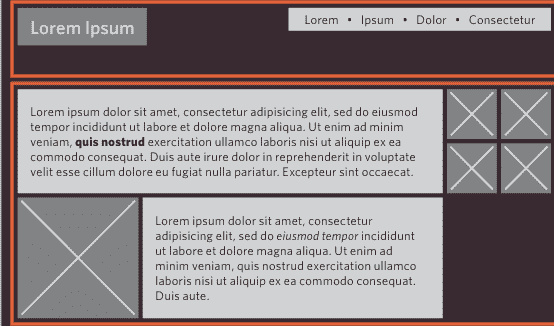 Lorem Ipsum
Lorem • Ipsum • Dolor • Consectetur
Lorem ipsum dolor sit amet, consectetur adipisicing elit, sed do eiusmod
tempor incididunt ut labore et dolore magna aliqua. Ut enim ad minim
veniam, quis nostrud exercitation ullamco laboris nisi ut aliquip ex ea
commodo consequat. Duis aute irure dolor in reprehenderit in voluptate
velit esse cillum dolore eu fugiat nulla pariatur. Excepteur sint occaecat.
Lorem ipsum dolor sit amet, consectetur
adipisicing elit, sed do eiusmod tempor incididunt
ut labore et dolore magna aliqua. Ut enim ad
minim veniam, quis nostrud exercitation ullamco
laboris nisi ut aliquip ex ea commodo consequat.
Duis aute.